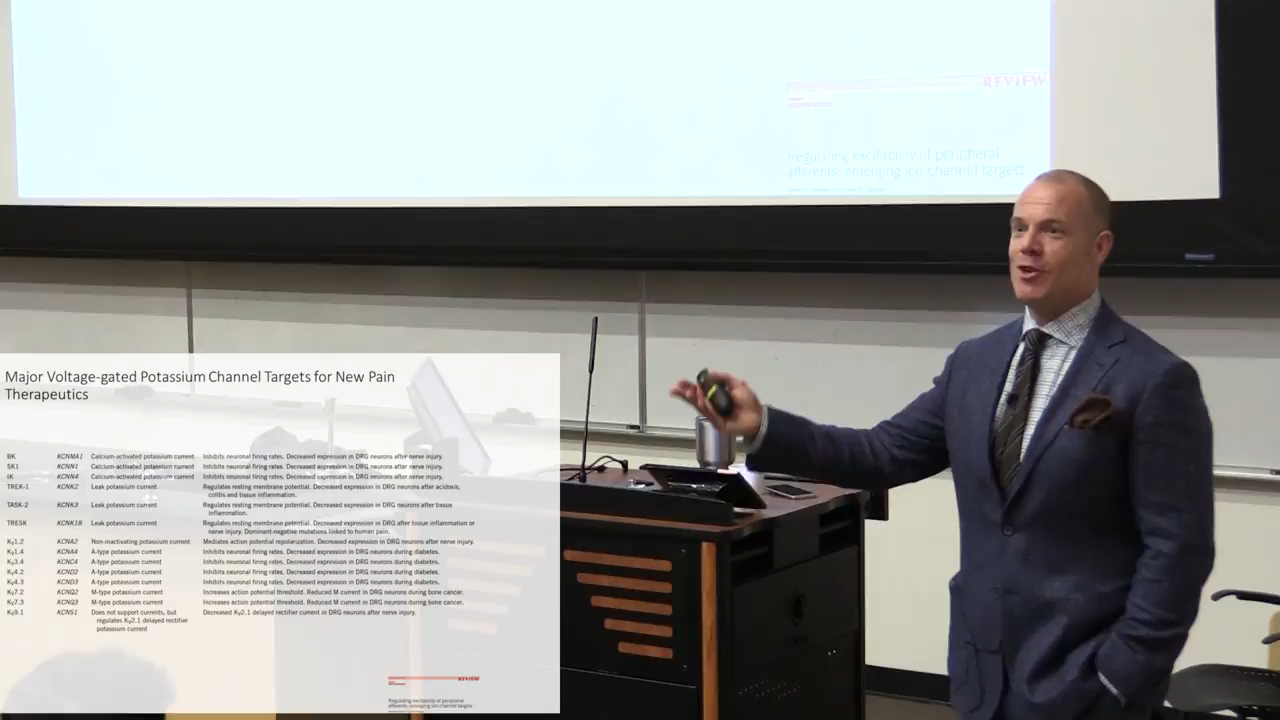 REVIEW
Regulating excitability of peripheral
afferents: emerging ion channel targets
Major Voltage-gated Potassium Channel Targets for New Pain
Therapeutics
BK KCNMA1 Calcium-activated potassium current Inhibits neuronal firing rates. Decreased expression in DRG neurons after nerve injury.
SK1 KCNN1 Calcium-activated potassium current Inhibits neuronal firing rates. Decreased expression in DRG neurons after nerve injury.
IK KCNN4 Calcium-activated potassium current Inhibits neuronal firing rates. Decreased expression in DRG neurons after nerve injury.
TREK-1 KCNK2 Leak potassium current Regulates resting membrane potential. Decreased expression in DRG neurons after acidosis,
colitis and tissue inflammation.
TASK-2 KCNK3 Leak potassium current Regulates resting membrane potential. Decreased expression in DRG neurons after tissue
inflammation.
TRESK KCNK18 Leak potassium current Regulates resting membrane potential. Decreased expression in DRG after tissue inflammation or
nerve injury. Dominant-negative mutations linked to human pain.
KV1.2 KCNA2 Non-inactivating potassium current Mediates action potential repolarization. Decreased expression in DRG neurons after nerve injury.
KV1.4 KCNA4 A-type potassium current Inhibits neuronal firing rates. Decreased expression in DRG neurons during diabetes.
KV3.4 KCNC4 A-type potassium current Inhibits neuronal firing rates. Decreased expression in DRG neurons during diabetes.
KV4.2 KCND2 A-type potassium current Inhibits neuronal firing rates. Decreased expression in DRG neurons during diabetes.
KV4.3 KCND3 A-type potassium current Inhibits neuronal firing rates. Decreased expression in DRG neurons during diabetes.
KV7.2 KCNQ2 M-type potassium current Increases action potential threshold. Reduced M current in DRG neurons during bone cancer.
KV7.3 KCNQ3 M-type potassium current Increases action potential threshold. Reduced M current in DRG neurons during bone cancer.
KV9.1 KCNS1 Does not support currents, but Decreased KV2.1 delayed rectifier current in DRG neurons after nerve injury.
regulates KV2.1 delayed rectifier
potassium current
REVIEW
Regulating excitability of peripheral
afferents: emerging ion channel targets